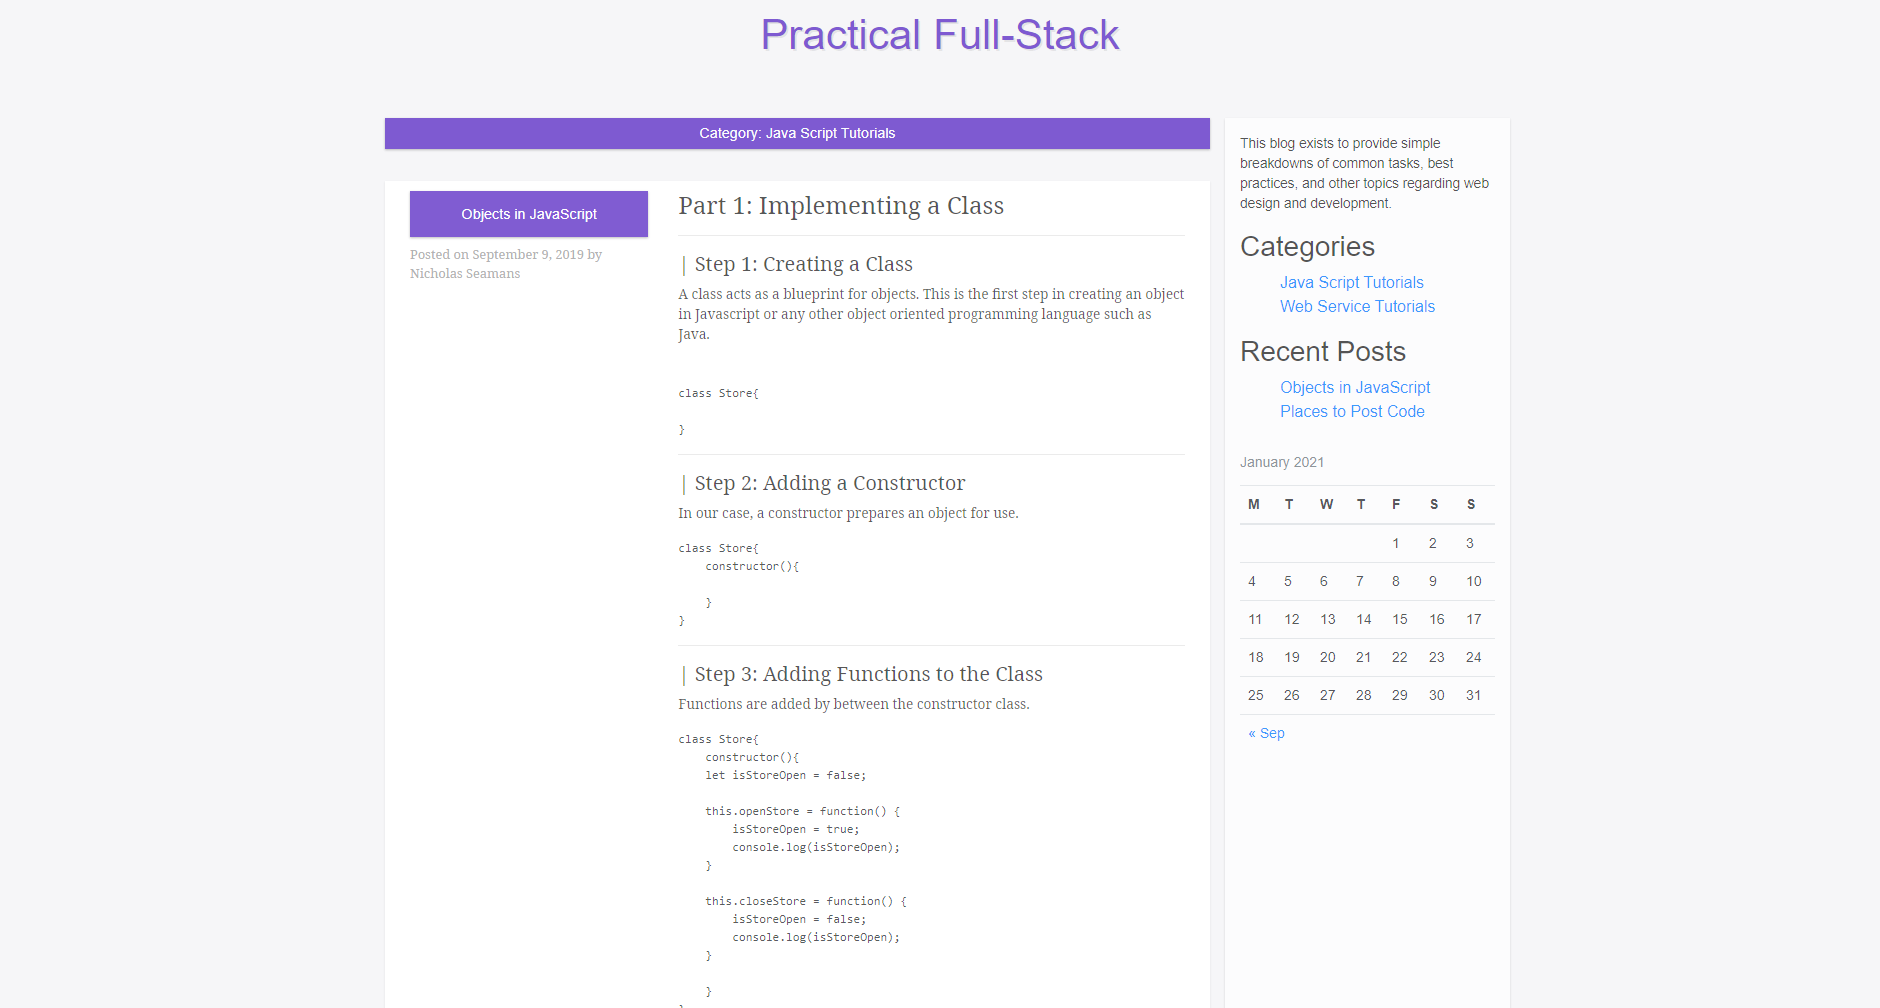 Practical Full-Stack
Category: Java Script Tutorials
Objects in JavaScript
Posted on September 9, 2019 by
Nicholas Seamans
Part 1: Implementing a Class
| Step 1: Creating a Class
A class acts as a blueprint for objects. This is the first step in creating an object
in Javascript or any other object oriented programming language such as
Java.
class Store{
}
| Step 2: Adding a Constructor
In our case, a constructor prepares an object for use.
class Store{
    constructor(){
    }
}
| Step 3: Adding Functions to the Class
Functions are added by between the constructor class.
class Store{
    constructor(){
    let isStoreOpen = false;
    this.openStore = function() {
        isStoreOpen = true;
        console.log(isStoreOpen);
    }
    this.closeStore = function() {
        isStoreOpen = false;
        console.log(isStoreOpen);
    }
    }
This blog exists to provide simple
breakdowns of common tasks, best
practices, and other topics regarding web
design and development.
Categories
Java Script Tutorials
Web Service Tutorials
Recent Posts
Objects in JavaScript
Places to Post Code
January 2021
M T W T F S S
1 2 3
4 5 6 7 8 9 10
11 12 13 14 15 16 17
18 19 20 21 22 23 24
25 26 27 28 29 30 31
« Sep